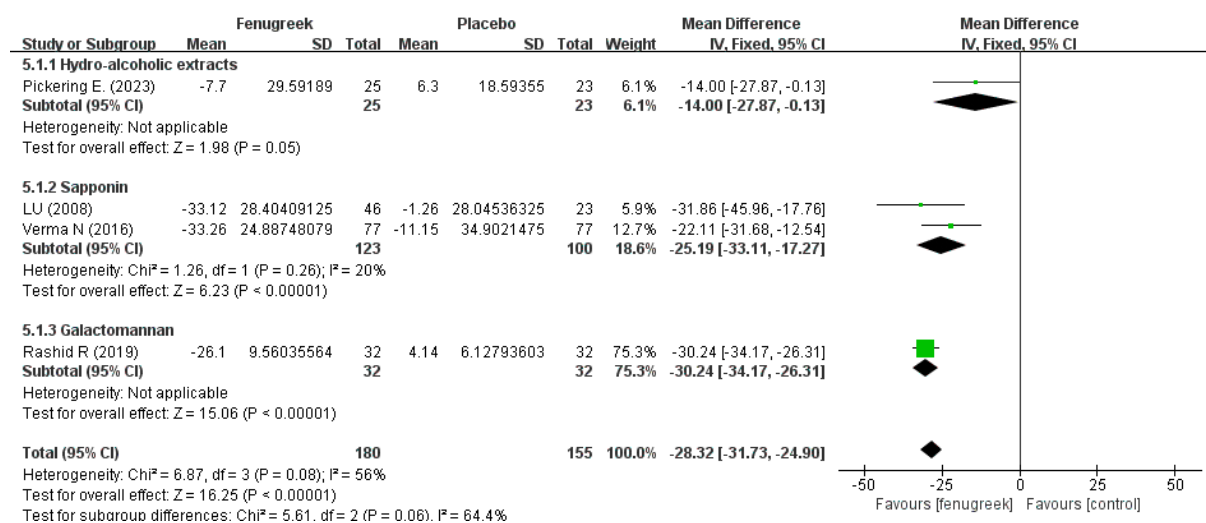 Fenugreek Placebo Mean Difference Mean Difference
Study or Subgroup Mean SD Total Mean SD Total Weight IV, Fixed, 95% CI IV, Fixed, 95% CI
5.1.1 Hydro-alcoholic extracts
Pickering E. (2023) -7.7 29.59189 25 6.3 18.59355 23 6.1% -14.00 [-27.87, -0.13]
Subtotal (95% CI) 25 23 6.1% -14.00 [-27.87, -0.13]
Heterogeneity: Not applicable
Test for overall effect: Z = 1.98 (P = 0.05)
5.1.2 Sapponin
LU (2008) -33.12 28.40409125 46 -1.26 28.04536325 23 5.9% -31.86 [-45.96, -17.76]
Verma N (2016) -33.26 24.88748079 77 -11.15 34.9021475 77 12.7% -22.11 [-31.68, -12.54]
Subtotal (95% CI) 123 100 18.6% -25.19 [-33.11, -17.27]
Heterogeneity: Chi² = 1.26, df = 1 (P = 0.26); I² = 20%
Test for overall effect: Z = 6.23 (P < 0.00001)
5.1.3 Galactomannan
Rashid R (2019) -26.1 9.56035564 32 4.14 6.12793603 32 75.3% -30.24 [-34.17, -26.31]
Subtotal (95% CI) 32 32 75.3% -30.24 [-34.17, -26.31]
Heterogeneity: Not applicable
Test for overall effect: Z = 15.06 (P < 0.00001)
Total (95% CI) 180 155 100.0% -28.32 [-31.73, -24.90]
Heterogeneity: Chi² = 6.87, df = 3 (P = 0.08); I² = 56%
Test for overall effect: Z = 16.25 (P < 0.00001)
Test for subgroup differences: Chi² = 5.61, df = 2 (P = 0.06), I² = 64.4%
-50 -25 0 25 50
Favours [fenugreek] Favours [control]